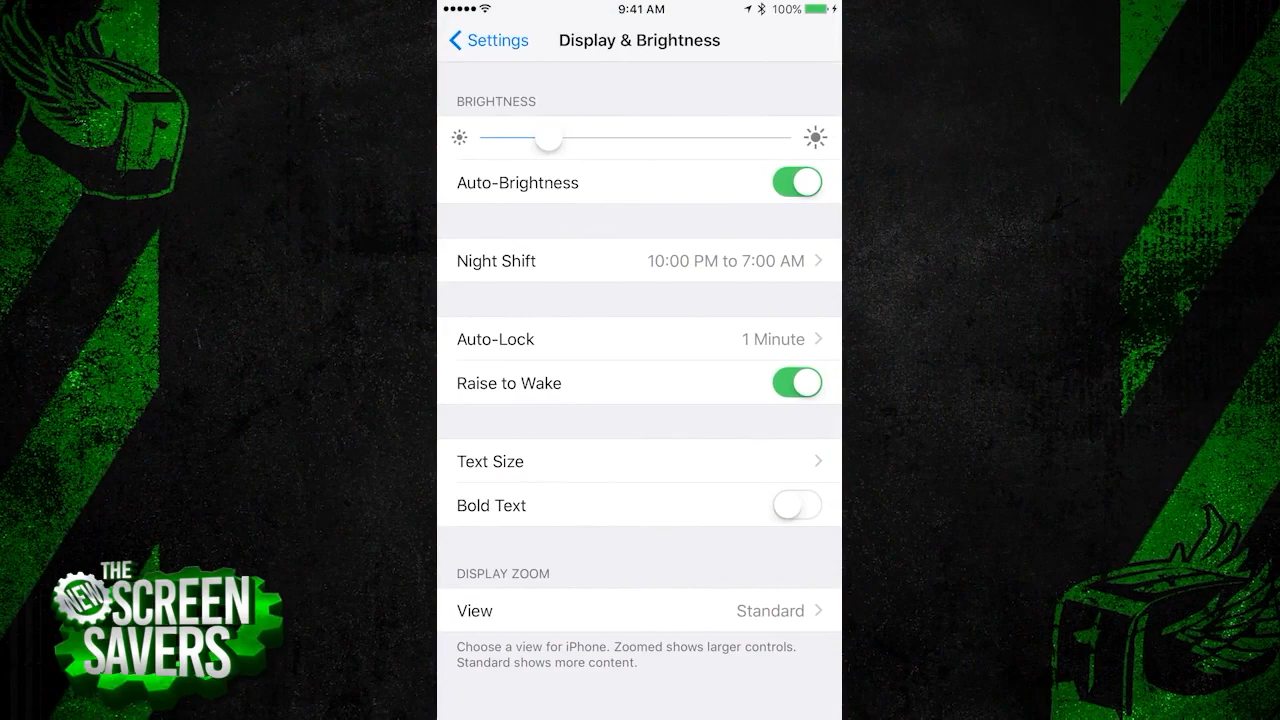 9:41 AM
100%
Settings
Display & Brightness
BRIGHTNESS
Auto-Brightness
Night Shift 10:00 PM to 7:00 AM
Auto-Lock 1 Minute
Raise to Wake
Text Size
Bold Text
DISPLAY ZOOM
View Standard
Choose a view for iPhone. Zoomed shows larger controls.
Standard shows more content.
THE
NEW
SCREEN
SAVERS